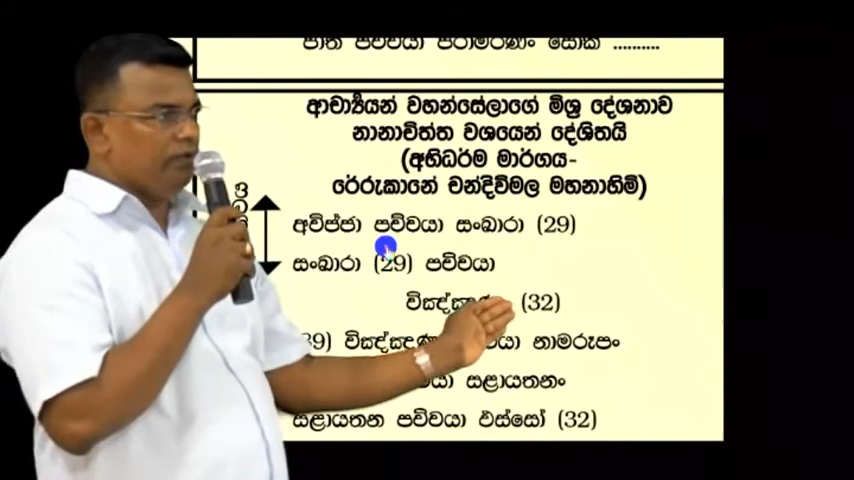 ආචාර්‍යයන් වහන්සේලාගේ මිශ්‍ර දේශනාව
නානාචිත්ත වශයෙන් දේශිතයි
(අභිධර්ම මාර්ගය-
රේරුකානේ චන්දවිමල මහනාහිමි)
අවිජ්ජා පච්චයා සංඛාරා (29)
සංඛාරා (29) පච්චයා
(32)
නාමරූපං
සළායතනං
සළායතන පච්චයා ඵස්සෝ (32)